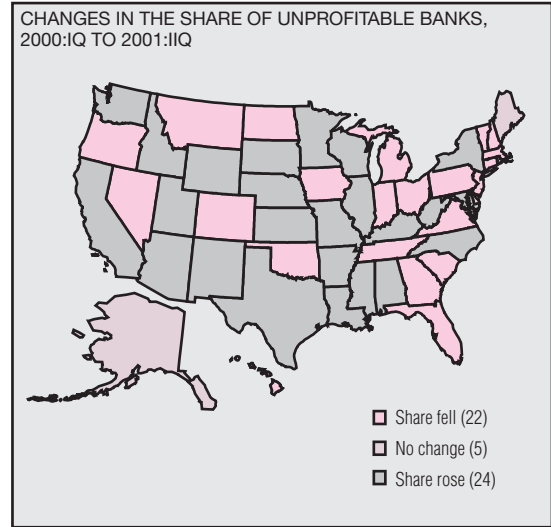 CHANGES IN THE SHARE OF UNPROFITABLE BANKS,
2000:IQ TO 2001:IIQ
Share fell (22)
No change (5)
Share rose (24)